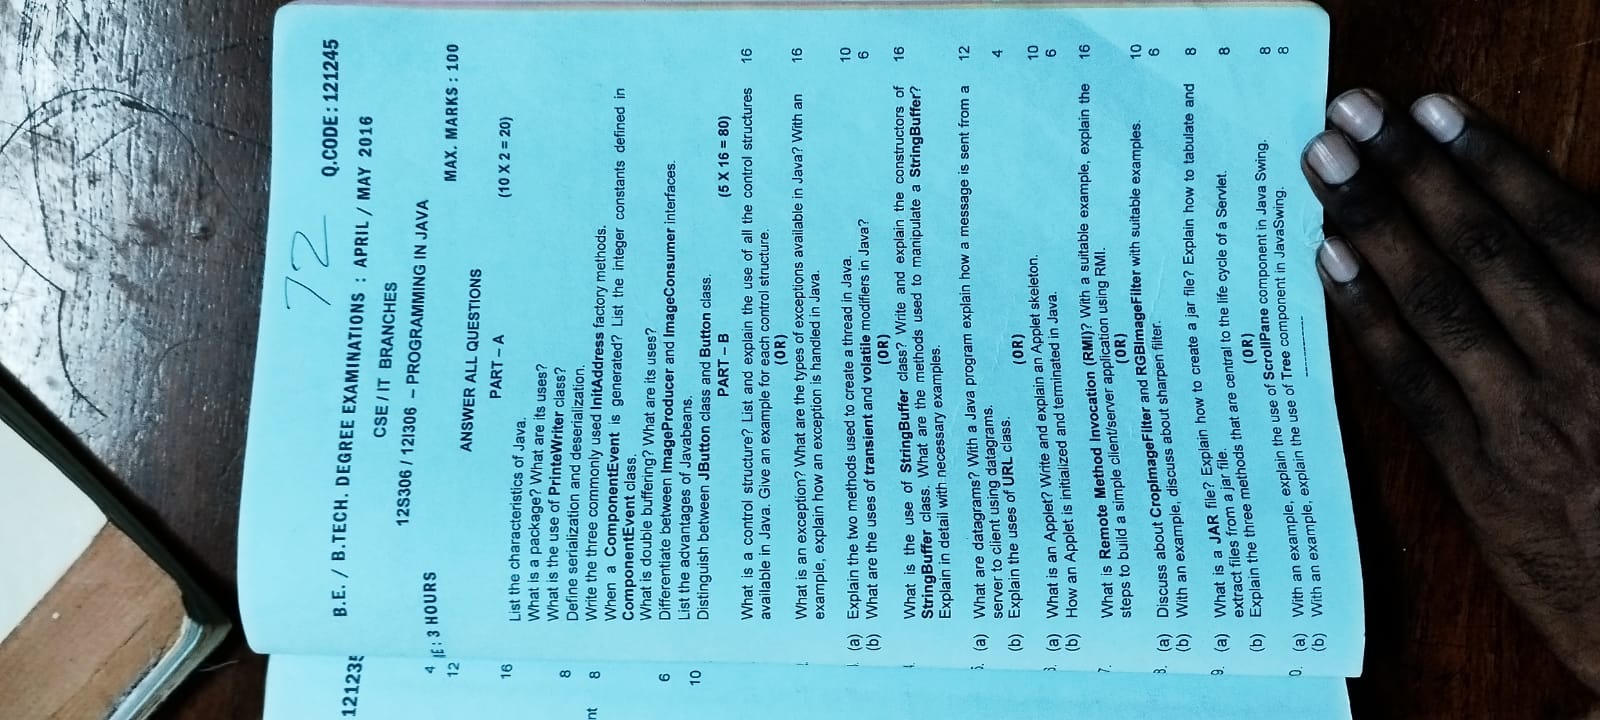 72
Q.CODE : 121245
B.E. / B.TECH. DEGREE EXAMINATIONS : APRIL / MAY 2016
CSE / IT BRANCHES
12S306 / 12I306 – PROGRAMMING IN JAVA
: 3 HOURS
MAX. MARKS : 100
ANSWER ALL QUESTIONS
PART – A (10 X 2 = 20)
List the characteristics of Java.
What is a package? What are its uses?
What is the use of PrinteWriter class?
Define serialization and deserialization.
Write the three commonly used InitAddress factory methods.
When a ComponentEvent is generated? List the integer constants defined in
ComponentEvent class.
What is double buffering? What are its uses?
Differentiate between ImageProducer and ImageConsumer interfaces.
List the advantages of Javabeans.
Distinguish between JButton class and Button class.
PART – B (5 X 16 = 80)
What is a control structure? List and explain the use of all the control structures 16
available in Java. Give an example for each control structure.
(OR)
What is an exception? What are the types of exceptions available in Java? With an 16
example, explain how an exception is handled in Java.
(a) Explain the two methods used to create a thread in Java. 10
(b) What are the uses of transient and volatile modifiers in Java? 6
(OR)
What is the use of StringBuffer class? Write and explain the constructors of 16
StringBuffer class. What are the methods used to manipulate a StringBuffer?
Explain in detail with necessary examples.
(a) What are datagrams? With a Java program explain how a message is sent from a 12
server to client using datagrams.
(b) Explain the uses of URL class. 4
(OR)
(a) What is an Applet? Write and explain an Applet skeleton. 10
(b) How an Applet is initialized and terminated in Java. 6
7. What is Remote Method Invocation (RMI)? With a suitable example, explain the 16
steps to build a simple client/server application using RMI.
(OR)
(a) Discuss about CropImageFilter and RGBImageFilter with suitable examples. 10
(b) With an example, discuss about sharpen filter. 6
9. (a) What is a JAR file? Explain how to create a jar file? Explain how to tabulate and 8
extract files from a jar file.
(b) Explain the three methods that are central to the life cycle of a Servlet. 8
(OR)
0. (a) With an example, explain the use of ScrollPane component in Java Swing. 8
(b) With an example, explain the use of Tree component in JavaSwing. 8
------------
121235
4
12
16
8
nt 8
6
10